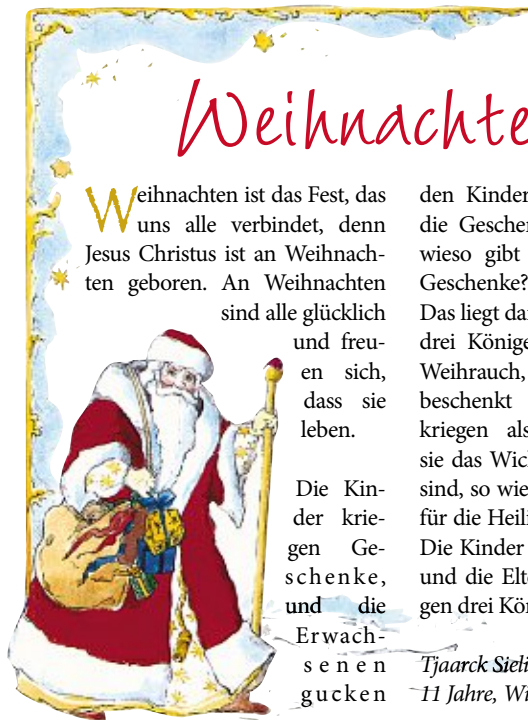 Weihnachte
Weihnachten ist das Fest, das
uns alle verbindet, denn
Jesus Christus ist an Weihnach-
ten geboren. An Weihnachten
sind alle glücklich
und freu-
en sich,
dass sie
leben.
Die Kin-
der krie-
gen Ge-
schenke,
und die
Erwach-
senen
gucken
den Kinder
die Geschen
wieso gibt
Geschenke?
Das liegt dar
drei Könige
Weihrauch,
beschenkt
kriegen als
sie das Wich
sind, so wie
für die Heili
Die Kinder
und die Elte
gen drei Kön
Tjaarck Sieli
11 Jahre, Wi